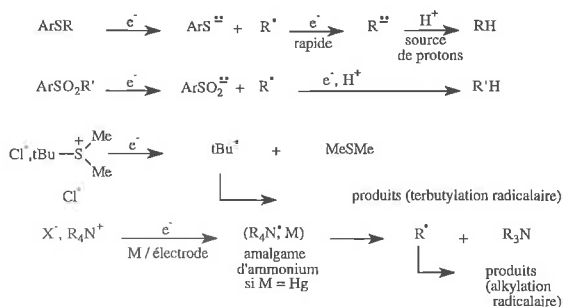 ArSR e⁻ ArS⁻ + R• e⁻ R⁻ H⁺ RH
rapide source
de protons
ArSO₂R' e⁻ ArSO₂⁻ + R• e⁻, H⁺ R'H
Me
Cl⁻,tBu S⁺ e⁻ tBu• + MeSMe
Me
Cl⁻ produits (terbutylation radicalaire)
X⁻, R₄N⁺ e⁻ (R₄N•, M) R• + R₃N
M / électrode amalgame
d'ammonium
si M = Hg
produits
(alkylation
radicalaire)